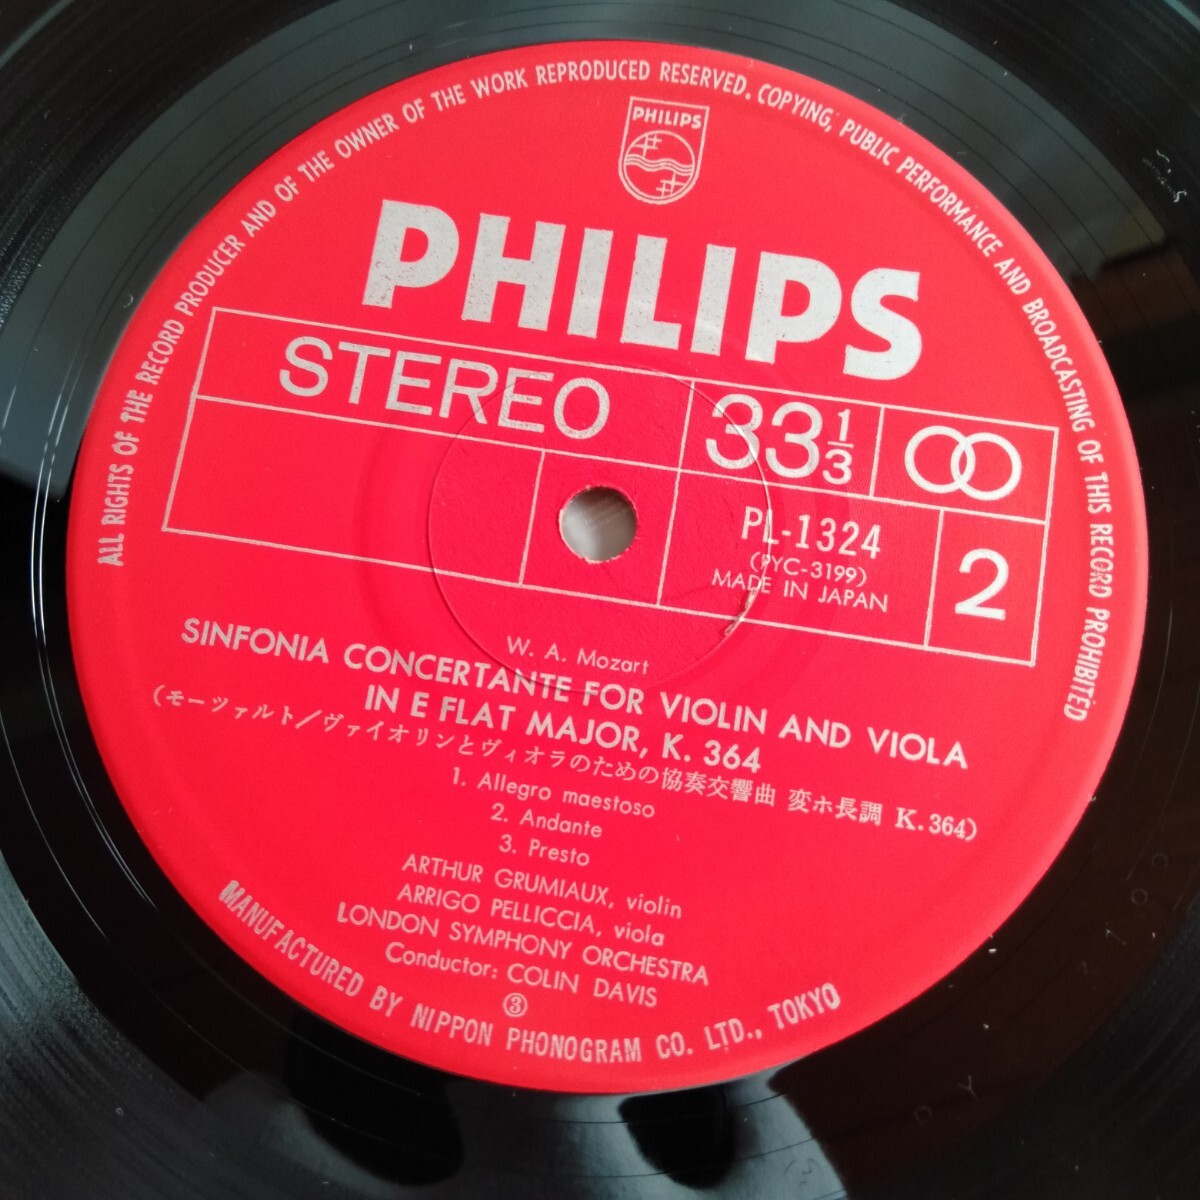 ALL RIGHTS OF THE RECORD PRODUCER AND OF THE OWNER OF THE WORK REPRODUCED RESERVED. COPYING, PUBLIC PERFORMANCE AND BROADCASTING OF THIS RECORD PROHIBITED
PHILIPS
PHILIPS
STEREO
33 1/3
PL-1324
(PYC-3199)
MADE IN JAPAN
2
W. A. Mozart
SINFONIA CONCERTANTE FOR VIOLIN AND VIOLA
IN E FLAT MAJOR, K. 364
(モーツァルト/ヴァイオリンとヴィオラのための協奏交響曲 変ホ長調 K.364)
1. Allegro maestoso
2. Andante
3. Presto
ARTHUR GRUMIAUX, violin
ARRIGO PELLICCIA, viola
LONDON SYMPHONY ORCHESTRA
Conductor: COLIN DAVIS
③
MANUFACTURED BY NIPPON PHONOGRAM CO. LTD., TOKYO